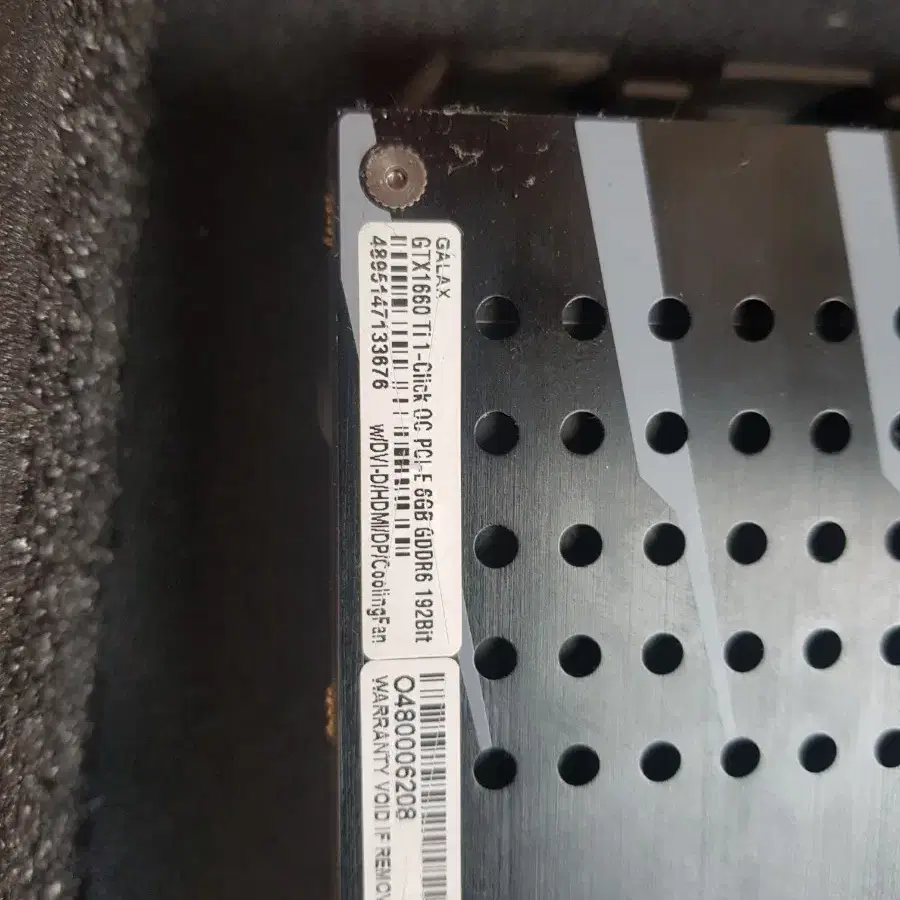 GALAX
GTX1660 Ti 1-Click OC PCI-E 6GB GDDR6 192Bit
4895147133676 w/DVI-D/HDMI/DP/CoolingFan
O480006208
WARRANTY VOID IF REMOV